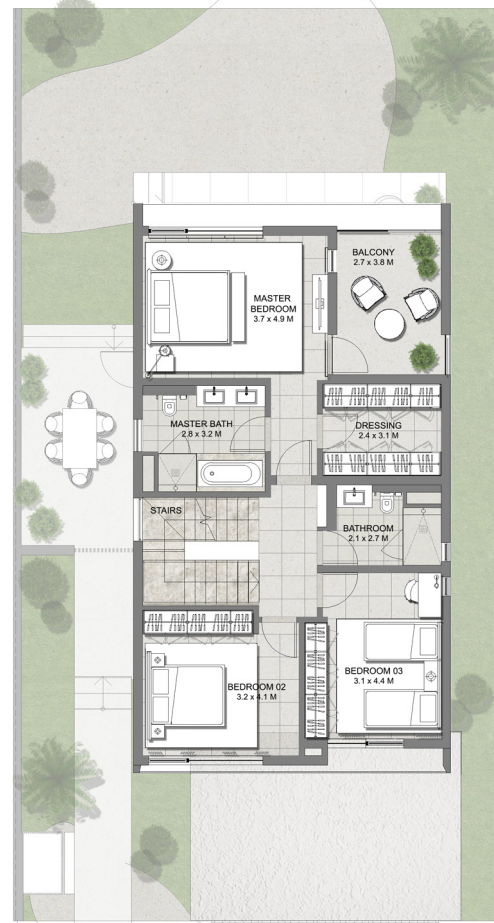 BALCONY
2.7 x 3.8 M
MASTER
BEDROOM
3.7 x 4.9 M
MASTER BATH
2.8 x 3.2 M
DRESSING
2.4 x 3.1 M
STAIRS
BATHROOM
2.1 x 2.7 M
BEDROOM 03
3.1 x 4.4 M
BEDROOM 02
3.2 x 4.1 M